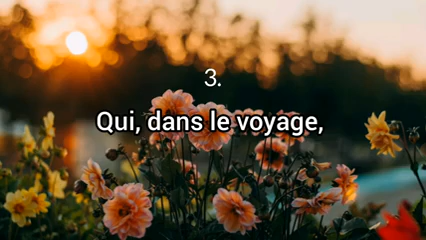 3.
Qui, dans le voyage,